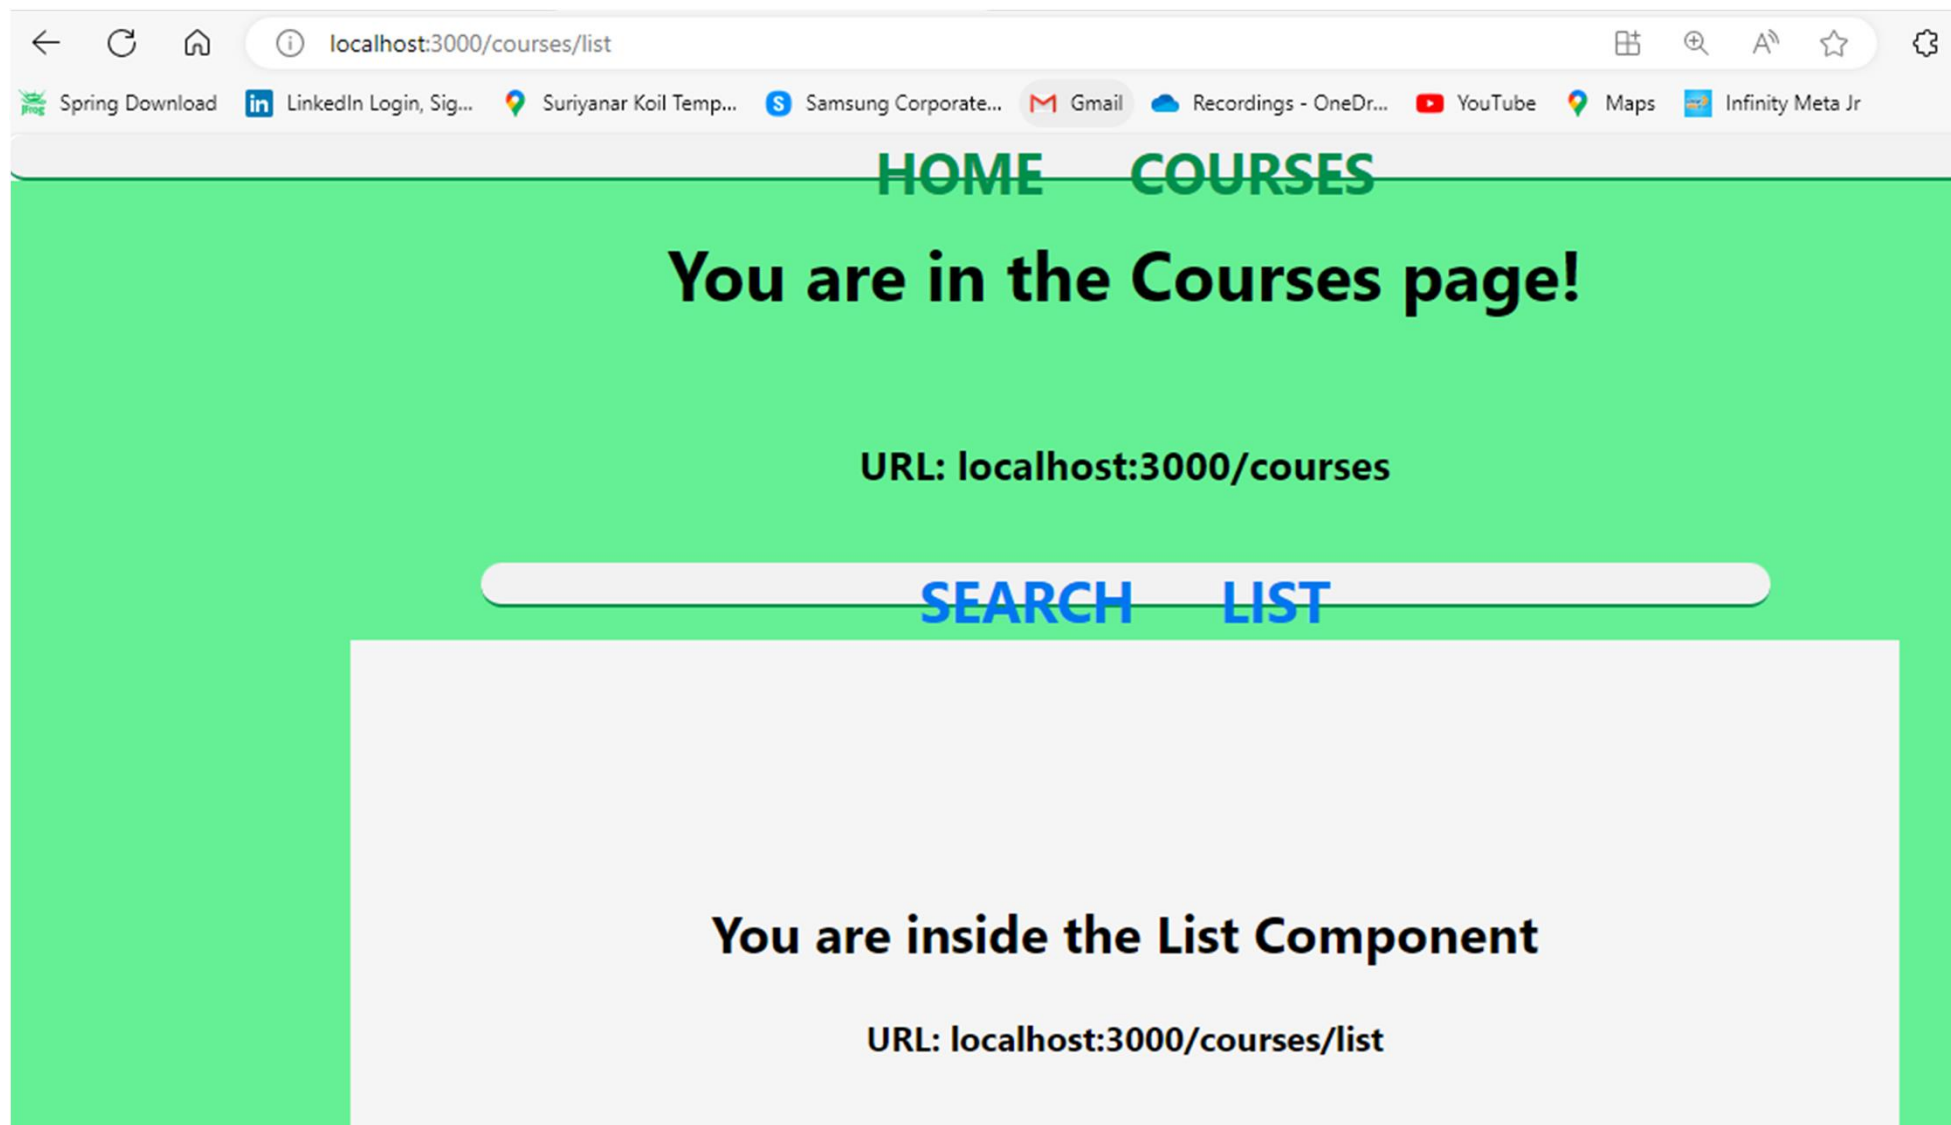 localhost:3000/courses/list
Spring Download LinkedIn Login, Sig... Suriyanar Koil Temp... Samsung Corporate... Gmail Recordings - OneDr... YouTube Maps Infinity Meta Jr
HOME COURSES
You are in the Courses page!
URL: localhost:3000/courses
SEARCH LIST
You are inside the List Component
URL: localhost:3000/courses/list